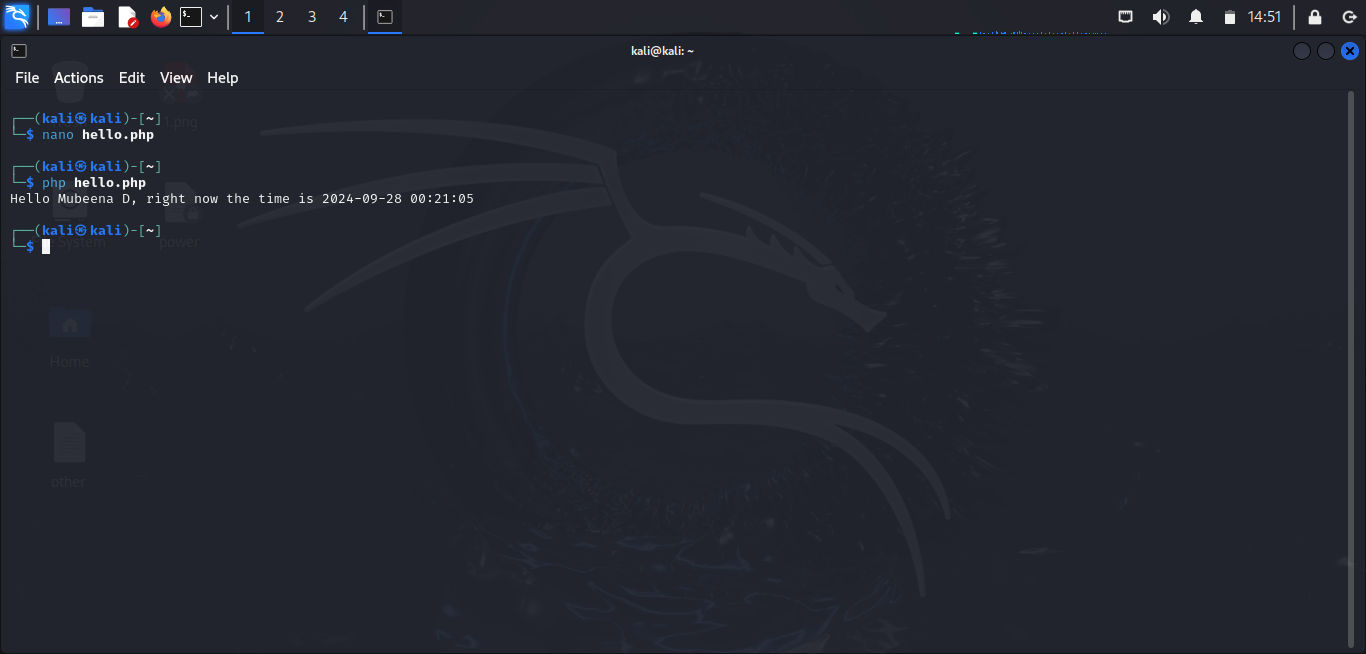 1 2 3 4 14:51
kali@kali: ~
File Actions Edit View Help
1.png
┌──(kali㉿kali)-[~]
└─$ nano hello.php
┌──(kali㉿kali)-[~]
└─$ php hello.php
Hello Mubeena D, right now the time is 2024-09-28 00:21:05
┌──(kali㉿kali)-[~]
└─$
System power
Home
other